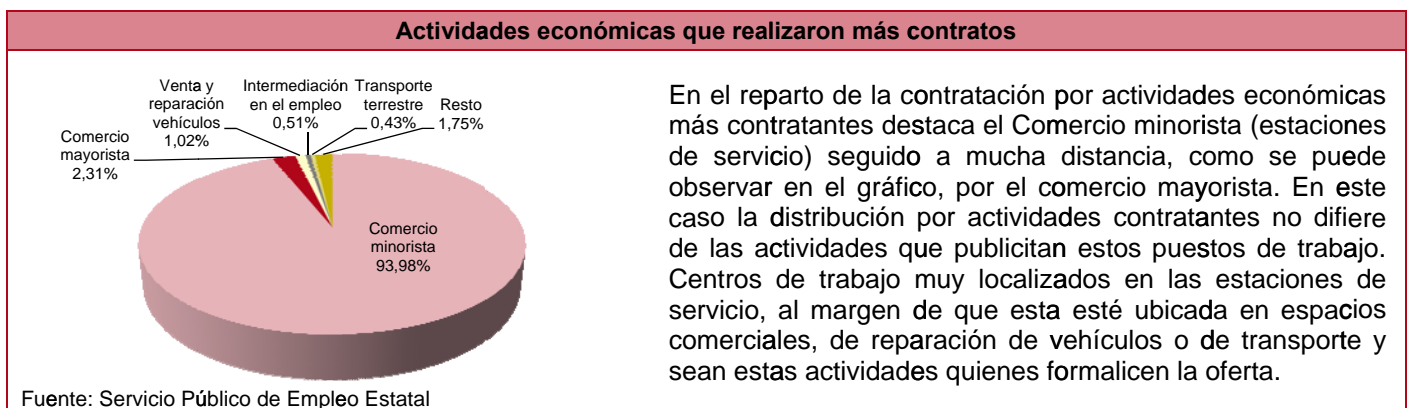 Actividades económicas que realizaron más contratos
Venta y
reparación
vehículos
1,02%
Intermediación
en el empleo
0,51%
Transporte
terrestre
0,43%
Resto
1,75%
Comercio
mayorista
2,31%
Comercio
minorista
93,98%
Fuente: Servicio Público de Empleo Estatal
En el reparto de la contratación por actividades económicas
más contratantes destaca el Comercio minorista (estaciones
de servicio) seguido a mucha distancia, como se puede
observar en el gráfico, por el comercio mayorista. En este
caso la distribución por actividades contratantes no difiere
de las actividades que publicitan estos puestos de trabajo.
Centros de trabajo muy localizados en las estaciones de
servicio, al margen de que esta esté ubicada en espacios
comerciales, de reparación de vehículos o de transporte y
sean estas actividades quienes formalicen la oferta.